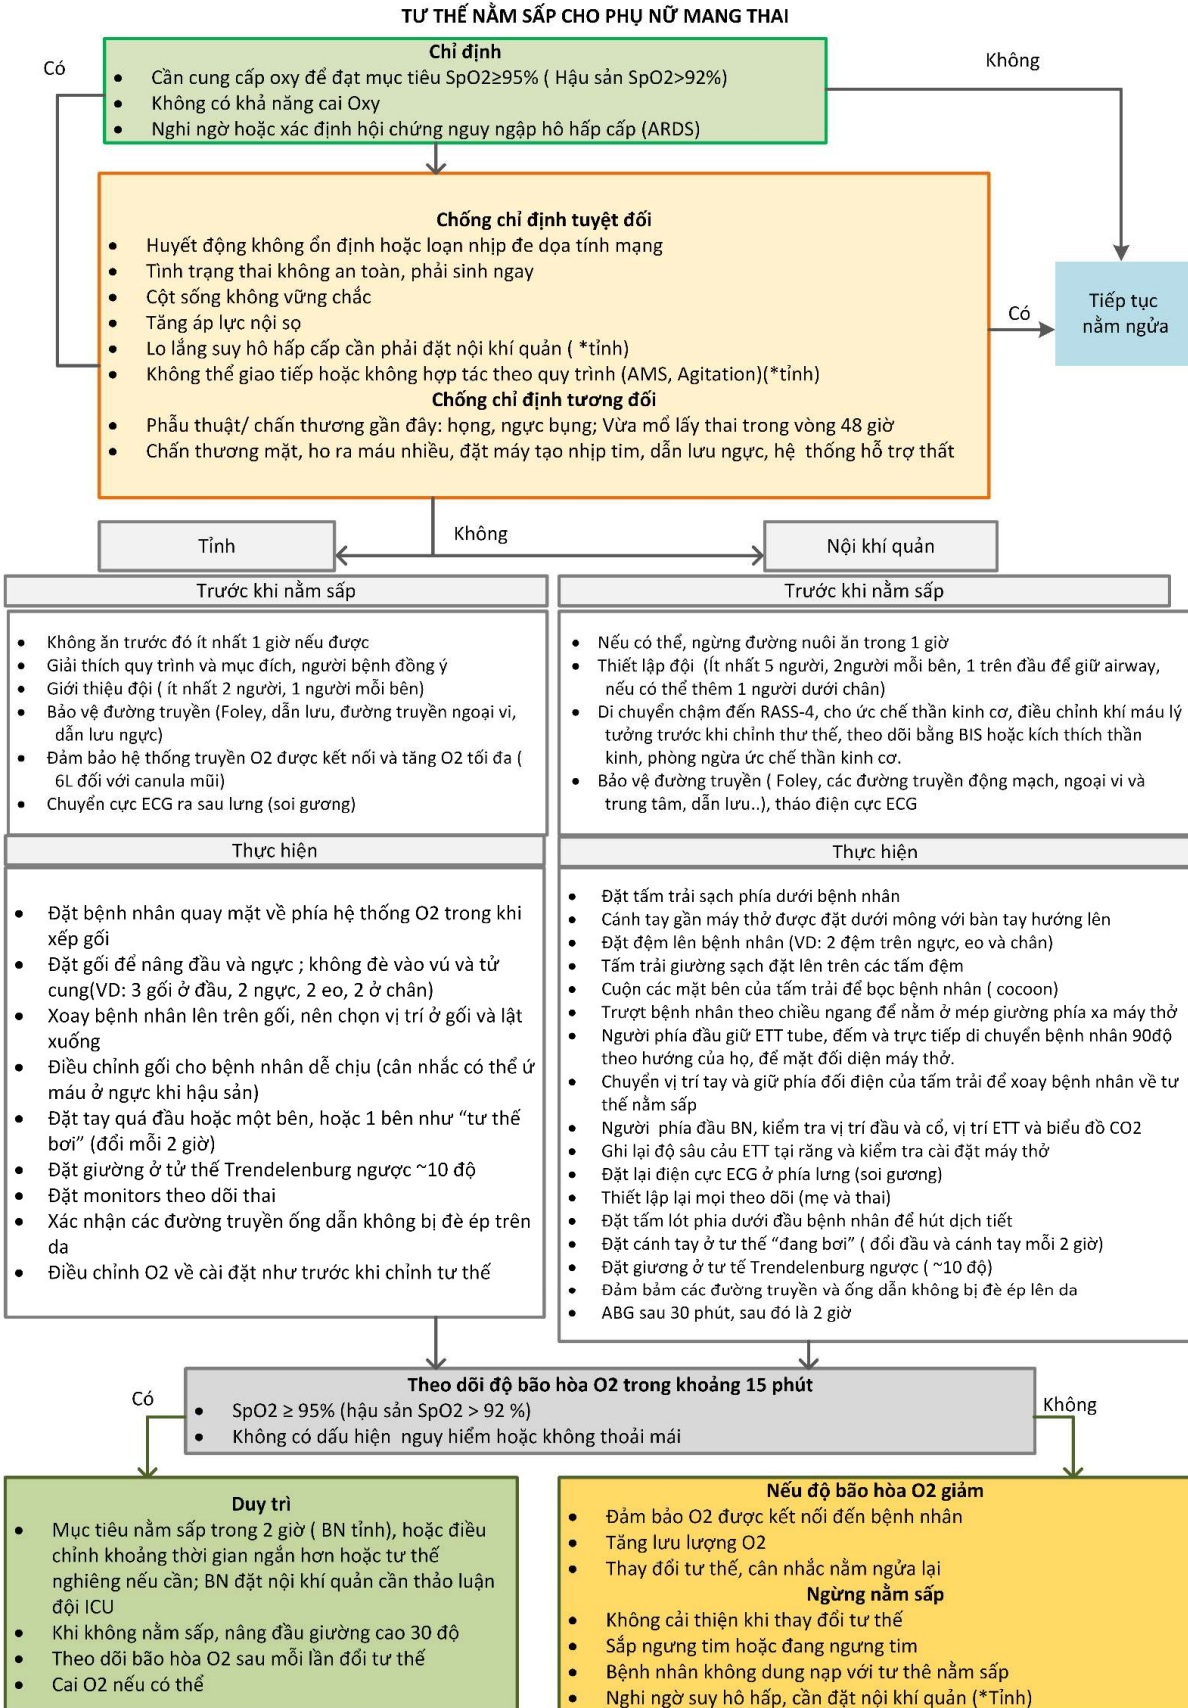 TƯ THẾ NẰM SẤP CHO PHỤ NỮ MANG THAI
Chỉ định
• Cần cung cấp oxy để đạt mục tiêu SpO2≥95% ( Hậu sản SpO2>92%)
• Không có khả năng cai Oxy
• Nghi ngờ hoặc xác định hội chứng nguy ngập hô hấp cấp (ARDS)
Có
Không
Chống chỉ định tuyệt đối
• Huyết động không ổn định hoặc loạn nhịp đe dọa tính mạng
• Tình trạng thai không an toàn, phải sinh ngay
• Cột sống không vững chắc
• Tăng áp lực nội sọ
• Lo lắng suy hô hấp cấp cần phải đặt nội khí quản ( *tỉnh)
• Không thể giao tiếp hoặc không hợp tác theo quy trình (AMS, Agitation)(*tỉnh)
Chống chỉ định tương đối
• Phẫu thuật/ chấn thương gần đây: họng, ngực bụng; Vừa mổ lấy thai trong vòng 48 giờ
• Chấn thương mặt, ho ra máu nhiều, đặt máy tạo nhịp tim, dẫn lưu ngực, hệ thống hỗ trợ thất
Có
Tiếp tục
nằm ngửa
Không
Tỉnh
Trước khi nằm sấp
• Không ăn trước đó ít nhất 1 giờ nếu được
• Giải thích quy trình và mục đích, người bệnh đồng ý
• Giới thiệu đội ( ít nhất 2 người, 1 người mỗi bên)
• Bảo vệ đường truyền (Foley, dẫn lưu, đường truyền ngoại vi,
dẫn lưu ngực)
• Đảm bảo hệ thống truyền O2 được kết nối và tăng O2 tối đa (
6L đối với canula mũi)
• Chuyển cực ECG ra sau lưng (soi gương)
Thực hiện
• Đặt bệnh nhân quay mặt về phía hệ thống O2 trong khi
xếp gối
• Đặt gối để nâng đầu và ngực ; không đè vào vú và tử
cung(VD: 3 gối ở đầu, 2 ngực, 2 eo, 2 ở chân)
• Xoay bệnh nhân lên trên gối, nên chọn vị trí ở gối và lật
xuống
• Điều chỉnh gối cho bệnh nhân dễ chịu (cân nhắc có thể ứ
máu ở ngực khi hậu sản)
• Đặt tay quá đầu hoặc một bên, hoặc 1 bên như “tư thế
bơi” (đổi mỗi 2 giờ)
• Đặt giường ở tử thế Trendelenburg ngược ~10 độ
• Đặt monitors theo dõi thai
• Xác nhận các đường truyền ống dẫn không bị đè ép trên
da
• Điều chỉnh O2 về cài đặt như trước khi chỉnh tư thế
Nội khí quản
Trước khi nằm sấp
• Nếu có thể, ngừng đường nuôi ăn trong 1 giờ
• Thiết lập đội (Ít nhất 5 người, 2người mỗi bên, 1 trên đầu để giữ airway,
nếu có thể thêm 1 người dưới chân)
• Di chuyển chậm đến RASS-4, cho ức chế thần kinh cơ, điều chỉnh khí máu lý
tưởng trước khi chỉnh thư thế, theo dõi bằng BIS hoặc kích thích thần
kinh, phòng ngừa ức chế thần kinh cơ.
• Bảo vệ đường truyền ( Foley, các đường truyền động mạch, ngoại vi và
trung tâm, dẫn lưu..), tháo điện cực ECG
Thực hiện
• Đặt tấm trải sạch phía dưới bệnh nhân
• Cánh tay gần máy thở được đặt dưới mông với bàn tay hướng lên
• Đặt đệm lên bệnh nhân (VD: 2 đệm trên ngực, eo và chân)
• Tấm trải giường sạch đặt lên trên các tấm đệm
• Cuộn các mặt bên của tấm trải để bọc bệnh nhân ( cocoon)
• Trượt bệnh nhân theo chiều ngang để nằm ở mép giường phía xa máy thở
• Người phía đầu giữ ETT tube, đếm và trực tiếp di chuyển bệnh nhân 90độ
theo hướng của họ, để mặt đối diện máy thở.
• Chuyển vị trí tay và giữ phía đối diện của tấm trải để xoay bệnh nhân về tư
thế nằm sấp
• Người phía đầu BN, kiểm tra vị trí đầu và cổ, vị trí ETT và biểu đồ CO2
• Ghi lại độ sâu cảu ETT tại răng và kiểm tra cài đặt máy thở
• Đặt lại điện cực ECG ở phía lưng (soi gương)
• Thiết lập lại mọi theo dõi (mẹ và thai)
• Đặt tấm lót phia dưới đầu bệnh nhân để hút dịch tiết
• Đặt cánh tay ở tư thế “đang bơi” ( đổi đầu và cánh tay mỗi 2 giờ)
• Đặt giương ở tư tế Trendelenburg ngược ( ~10 độ)
• Đảm bảm các đường truyền và ống dẫn không bị đè ép lên da
• ABG sau 30 phút, sau đó là 2 giờ
Theo dõi độ bão hòa O2 trong khoảng 15 phút
• SpO2 ≥ 95% (hậu sản SpO2 > 92 %)
• Không có dấu hiện nguy hiểm hoặc không thoải mái
Có
Không
Duy trì
• Mục tiêu nằm sấp trong 2 giờ ( BN tỉnh), hoặc điều
chỉnh khoảng thời gian ngắn hơn hoặc tư thế
nghiêng nếu cần; BN đặt nội khí quản cần thảo luận
đội ICU
• Khi không nằm sấp, nâng đầu giường cao 30 độ
• Theo dõi bão hòa O2 sau mỗi lần đổi tư thế
• Cai O2 nếu có thể
Nếu độ bão hòa O2 giảm
• Đảm bảo O2 được kết nối đến bệnh nhân
• Tăng lưu lượng O2
• Thay đổi tư thế, cân nhắc nằm ngửa lại
Ngừng nằm sấp
• Không cải thiện khi thay đổi tư thế
• Sắp ngưng tim hoặc đang ngưng tim
• Bệnh nhân không dung nạp với tư thê nằm sấp
• Nghi ngờ suy hô hấp, cần đặt nội khí quản (*Tỉnh)